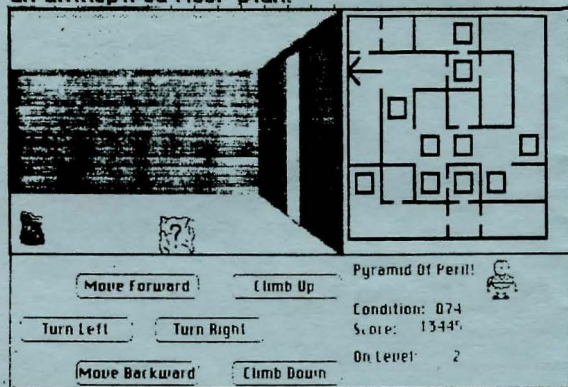 ?
Pyramid Of Peril!
Move Forward Climb Up
Condition: 074
Score:
Turn Left Turn Right
On Level: 2
Move Backward Climb Down